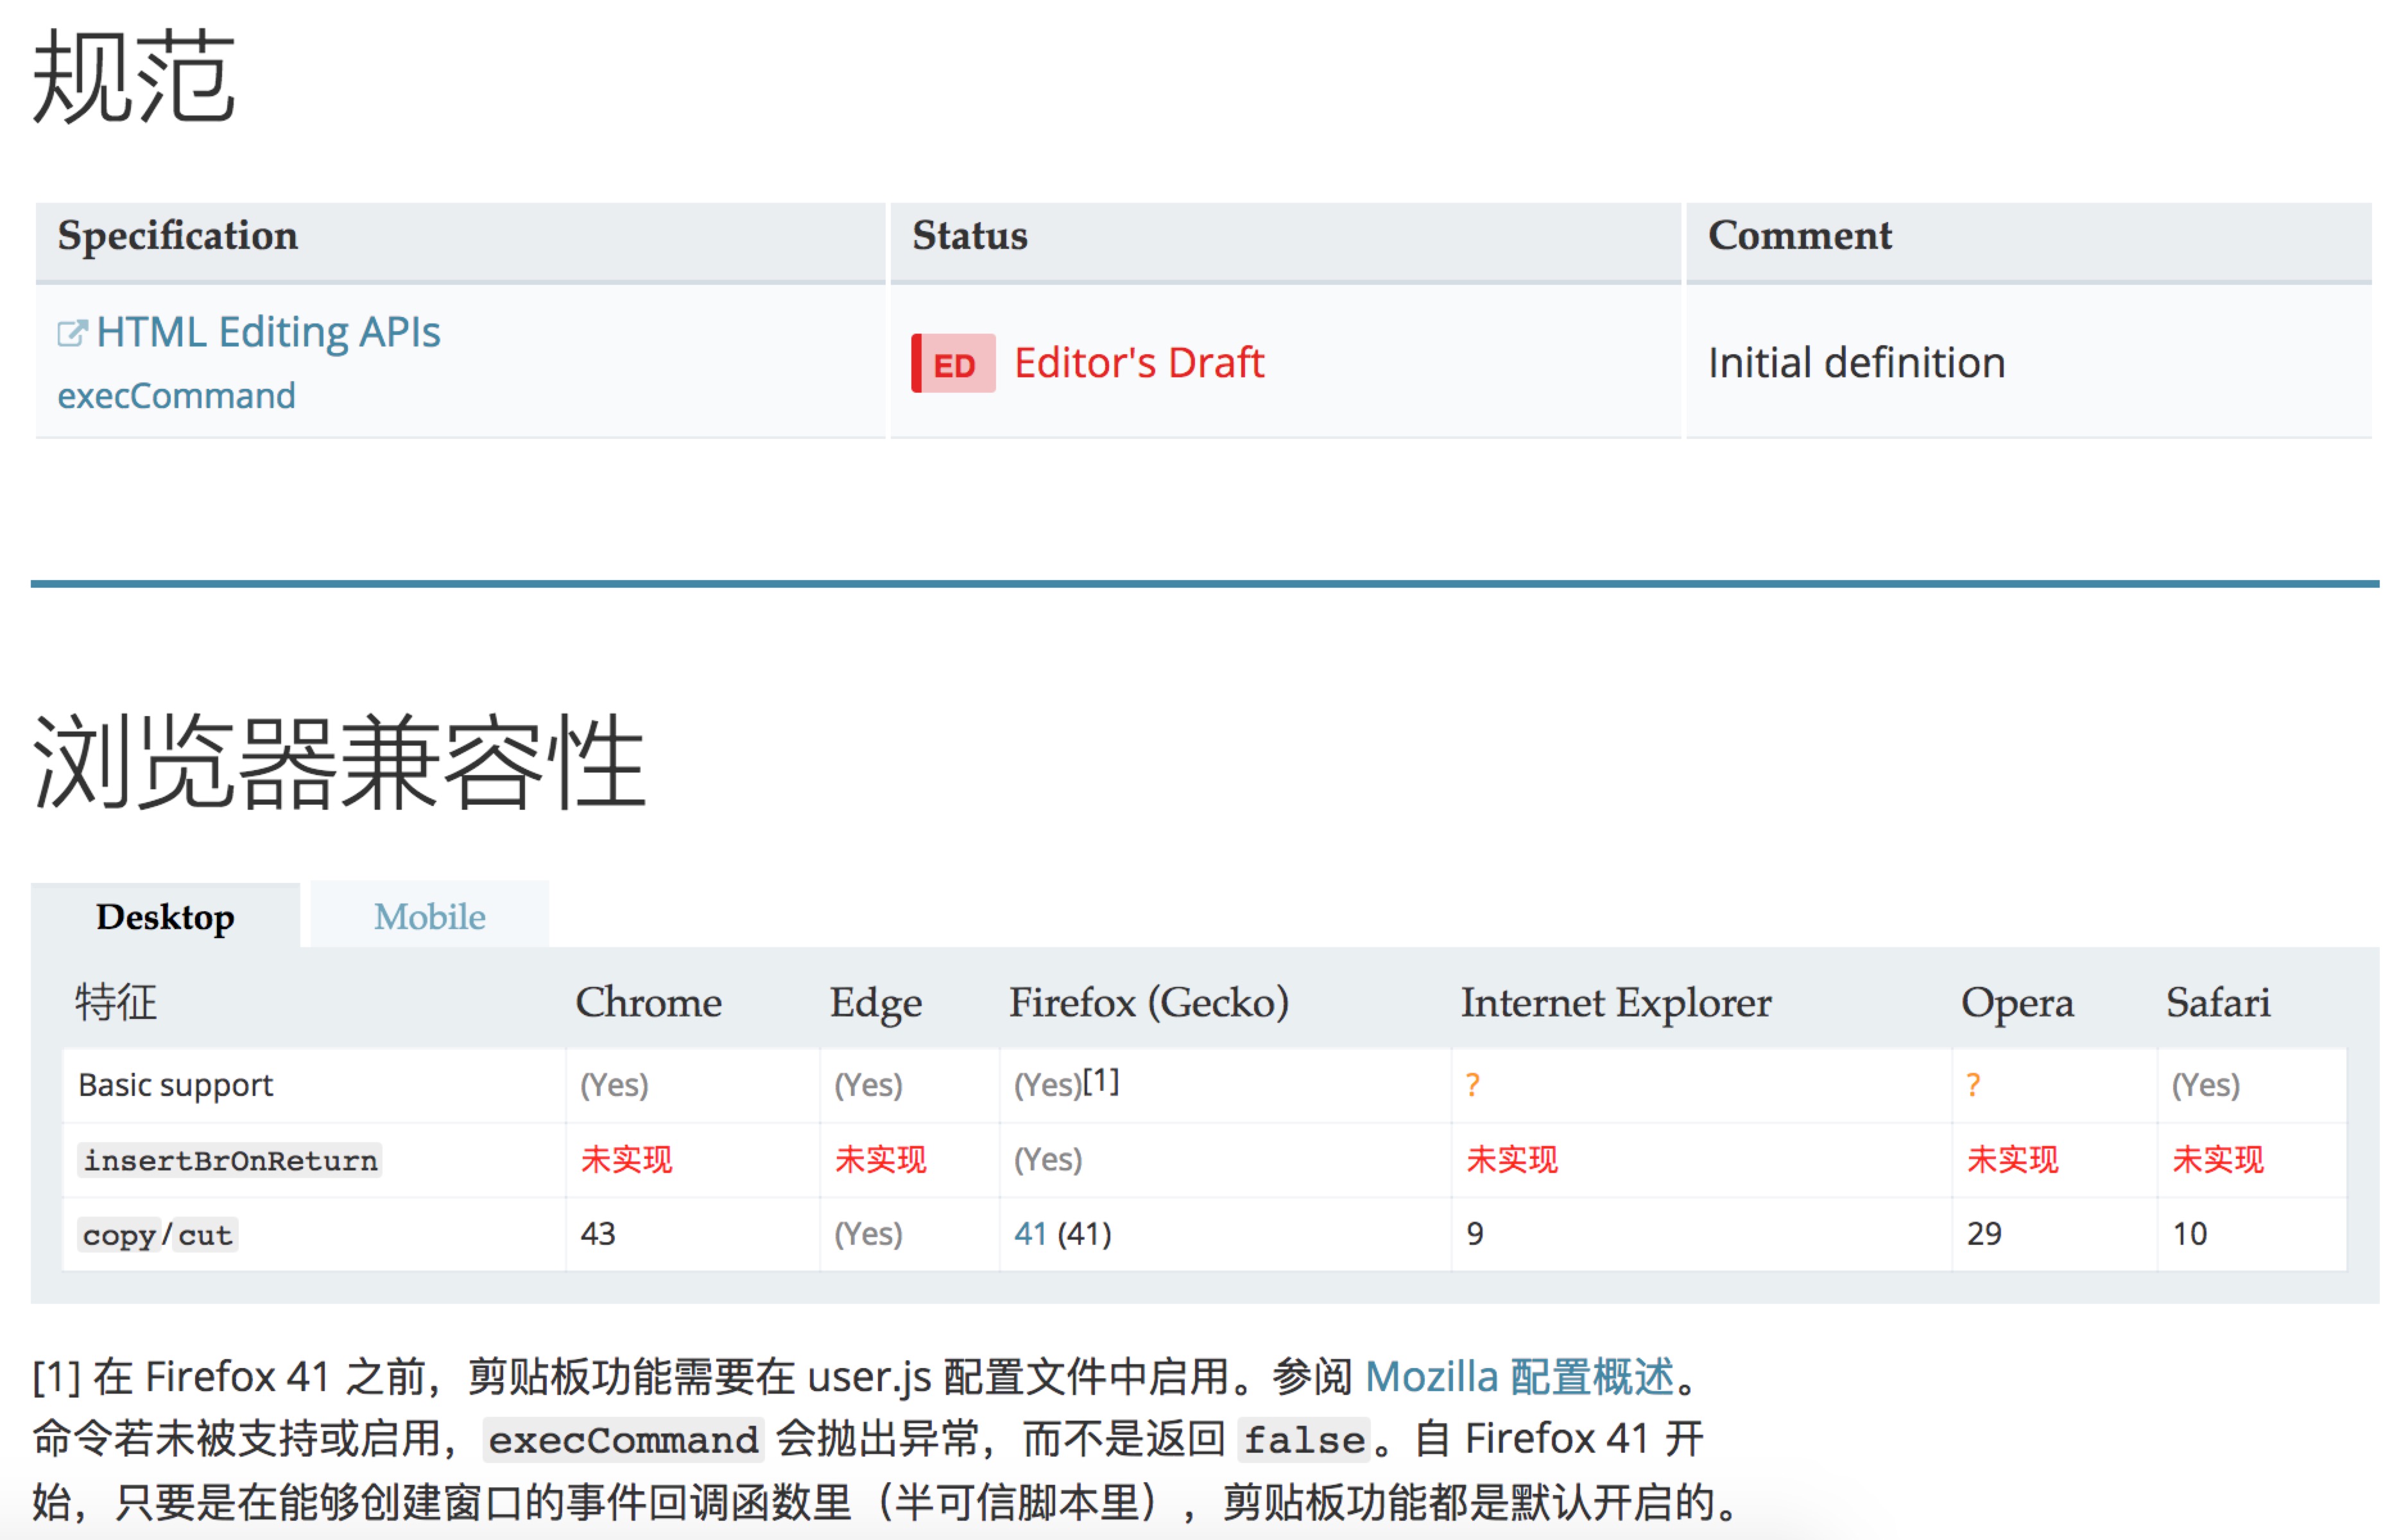 规范
Specification Status Comment
HTML Editing APIs
execCommand
ED Editor's Draft Initial definition
浏览器兼容性
Desktop Mobile
特征 Chrome Edge Firefox (Gecko) Internet Explorer Opera Safari
Basic support (Yes) (Yes) (Yes)[1] ? ? (Yes)
insertBrOnReturn 未实现 未实现 (Yes) 未实现 未实现 未实现
copy/cut 43 (Yes) 41 (41) 9 29 10
[1] 在 Firefox 41 之前，剪贴板功能需要在 user.js 配置文件中启用。参阅 Mozilla 配置概述。
命令若未被支持或启用，execCommand 会抛出异常，而不是返回 false。自 Firefox 41 开
始，只要是在能够创建窗口的事件回调函数里（半可信脚本里），剪贴板功能都是默认开启的。